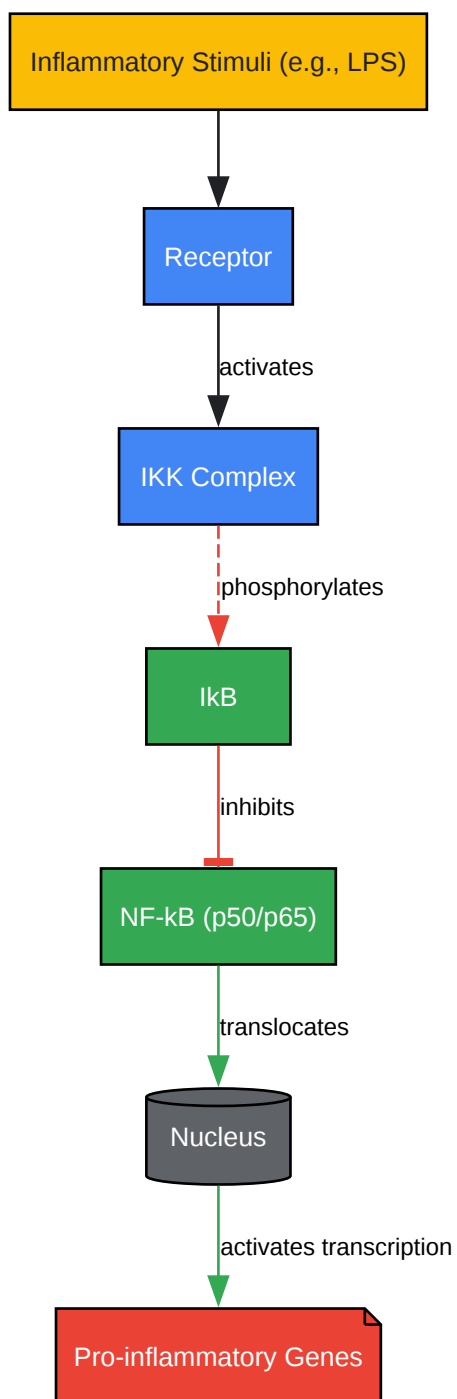 Inflammatory Stimuli (e.g., LPS)
Receptor
activates
IKK Complex
phosphorylates
IkB
inhibits
NF-kB (p50/p65)
translocates
Nucleus
activates transcription
Pro-inflammatory Genes